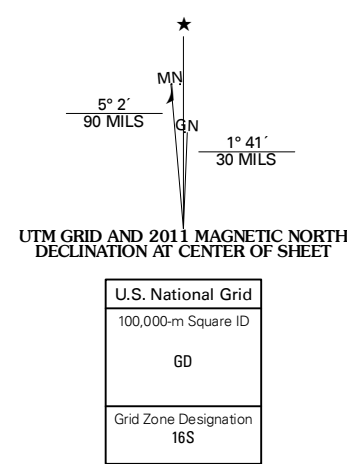 ★
MN
GN
5° 2´
90 MILS
1° 41´
30 MILS
UTM GRID AND 2011 MAGNETIC NORTH
DECLINATION AT CENTER OF SHEET
U.S. National Grid
100,000-m Square ID
GD
Grid Zone Designation
16S